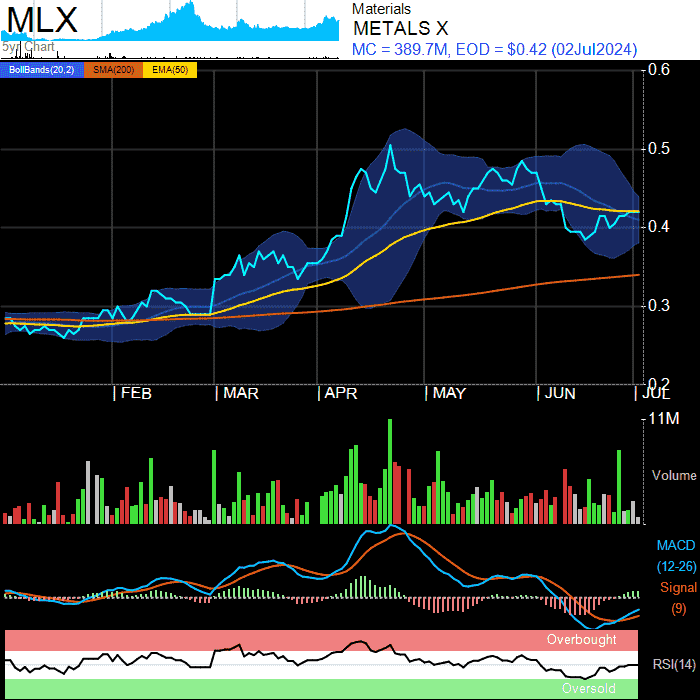 MLX
5yr Chart
Materials
METALS X
MC = 389.7M, EOD = $0.42 (02Jul2024)
BollBands(20,2) SMA(200) EMA(50)
0.6
0.5
0.4
0.3
0.2
FEB MAR APR MAY JUN JUL
11M
Volume
MACD
(12-26)
Signal
(9)
Overbought
RSI(14)
Oversold